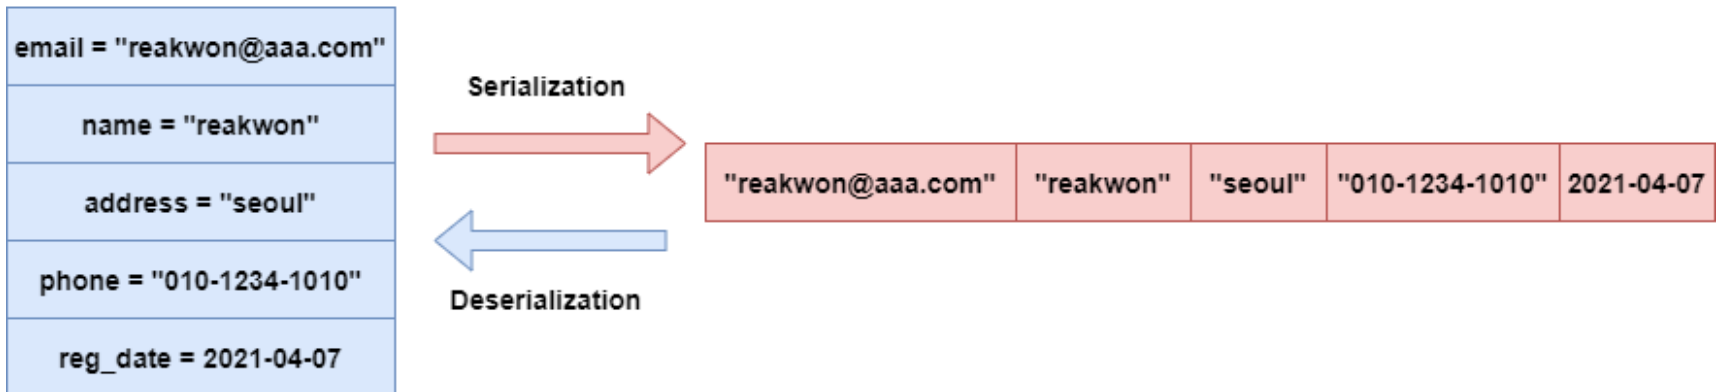 email = "reakwon@aaa.com"
name = "reakwon"
address = "seoul"
phone = "010-1234-1010"
reg_date = 2021-04-07
Serialization
Deserialization
"reakwon@aaa.com" "reakwon" "seoul" "010-1234-1010" 2021-04-07